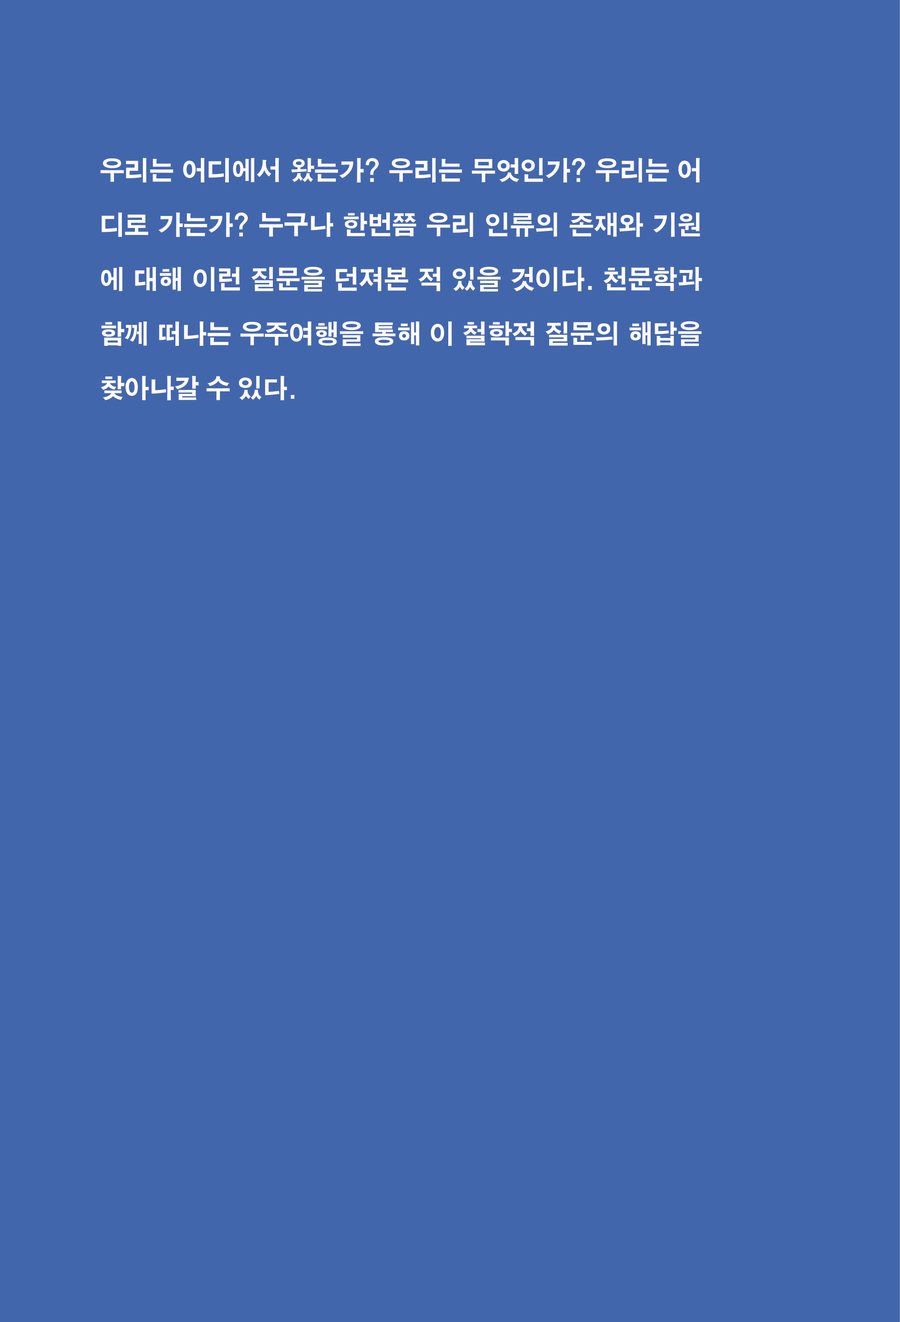 우리는 어디에서 왔는가? 우리는 무엇인가? 우리는 어
디로 가는가? 누구나 한번쯤 우리 인류의 존재와 기원
에 대해 이런 질문을 던져본 적 있을 것이다. 천문학과
함께 떠나는 우주여행을 통해 이 철학적 질문의 해답을
찾아나갈 수 있다.